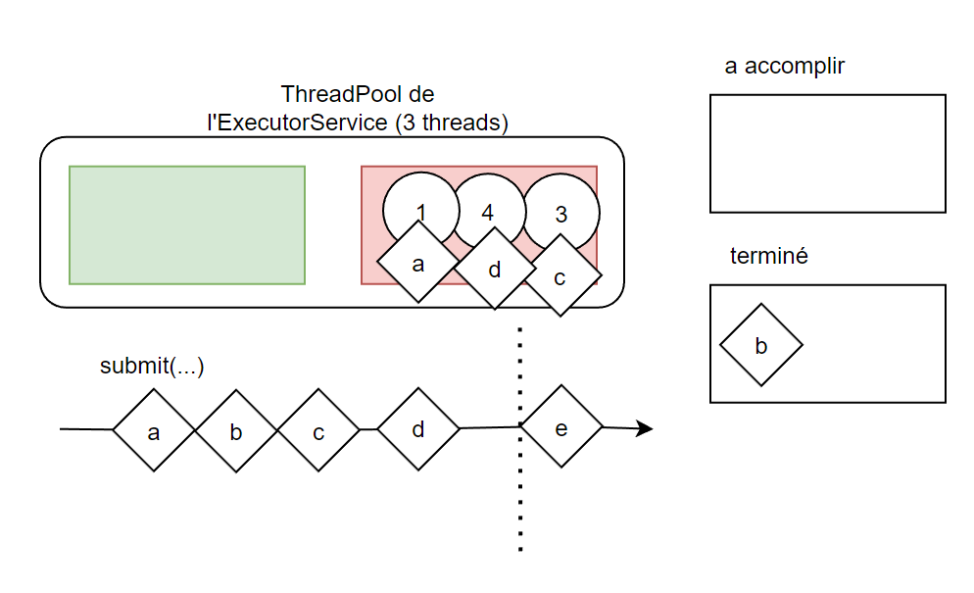 a accomplir
ThreadPool de
l'ExecutorService (3 threads)
1 4 3
a d c
terminé
b
submit(...)
a b c d e